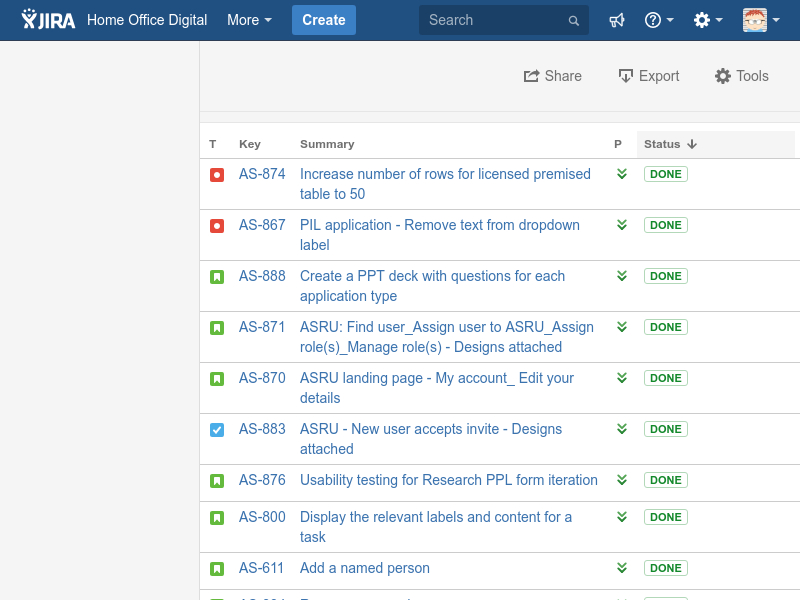 JIRA Home Office Digital More Create Search
Share Export Tools
T Key Summary P Status
AS-874 Increase number of rows for licensed premised DONE
table to 50
AS-867 PIL application - Remove text from dropdown DONE
label
AS-888 Create a PPT deck with questions for each DONE
application type
AS-871 ASRU: Find user_Assign user to ASRU_Assign DONE
role(s)_Manage role(s) - Designs attached
AS-870 ASRU landing page - My account_ Edit your DONE
details
AS-883 ASRU - New user accepts invite - Designs DONE
attached
AS-876 Usability testing for Research PPL form iteration DONE
AS-800 Display the relevant labels and content for a DONE
task
AS-611 Add a named person DONE